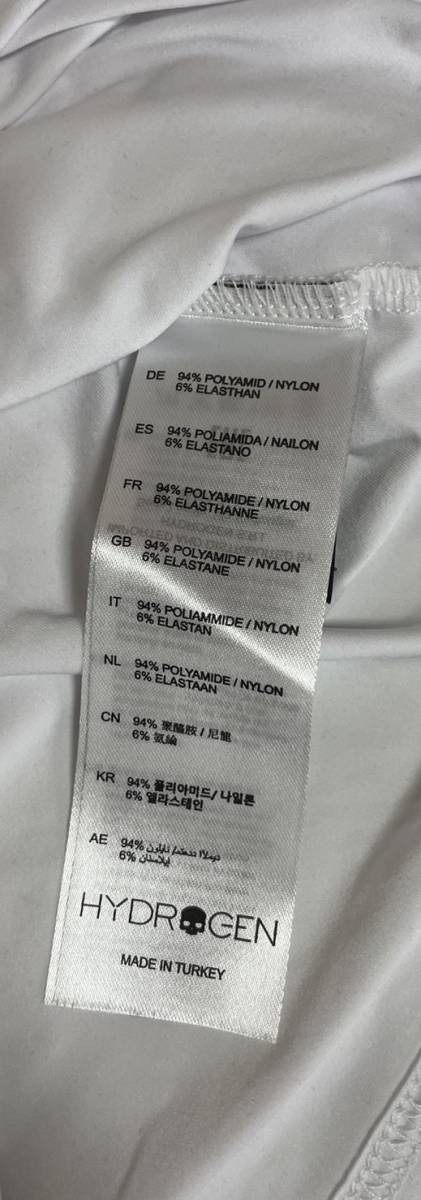 DE 94% POLYAMID / NYLON
6% ELASTHAN
ES 94% POLIAMIDA / NAILON
6% ELASTANO
FR 94% POLYAMIDE / NYLON
6% ELASTHANNE
GB 94% POLYAMIDE / NYLON
6% ELASTANE
IT 94% POLIAMMIDE / NYLON
6% ELASTAN
NL 94% POLYAMIDE / NYLON
6% ELASTAAN
CN 94% 聚醯胺 / 尼龍
6% 氨綸
KR 94% 폴리아미드/ 나일론
6% 엘라스테인
AE 94%
6%
HYDROGEN
MADE IN TURKEY